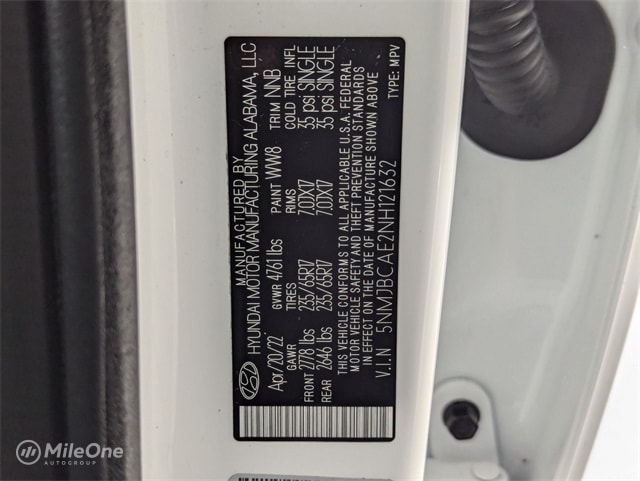 MANUFACTURED BY
HYUNDAI MOTOR MANUFACTURING ALABAMA, LLC
Apr/20/22 GVWR 4761 lbs PAINT WW8 TRIM NNB
GAWR TIRES RIMS COLD TIRE INFL
FRONT 2778 lbs 235/65R17 7.0JX17 35 psi SINGLE
REAR 2646 lbs 235/65R17 7.0JX17 35 psi SINGLE
THIS VEHICLE CONFORMS TO ALL APPLICABLE U.S.A. FEDERAL
MOTOR VEHICLE SAFETY AND THEFT PREVENTION STANDARDS
IN EFFECT ON THE DATE OF MANUFACTURE SHOWN ABOVE
V.I.N 5NMJBCAE2NH121632 TYPE: MPV
MileOne
AUTOGROUP